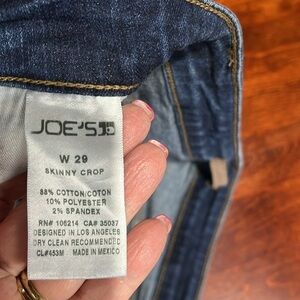 JOE'S
W 29
SKINNY CROP
88% COTTON/COTON
10% POLYESTER
2% SPANDEX
RN# 106214 CA# 35037
DESIGNED IN LOS ANGELES
DRY CLEAN RECOMMENDED
CL#453M MADE IN MEXICO